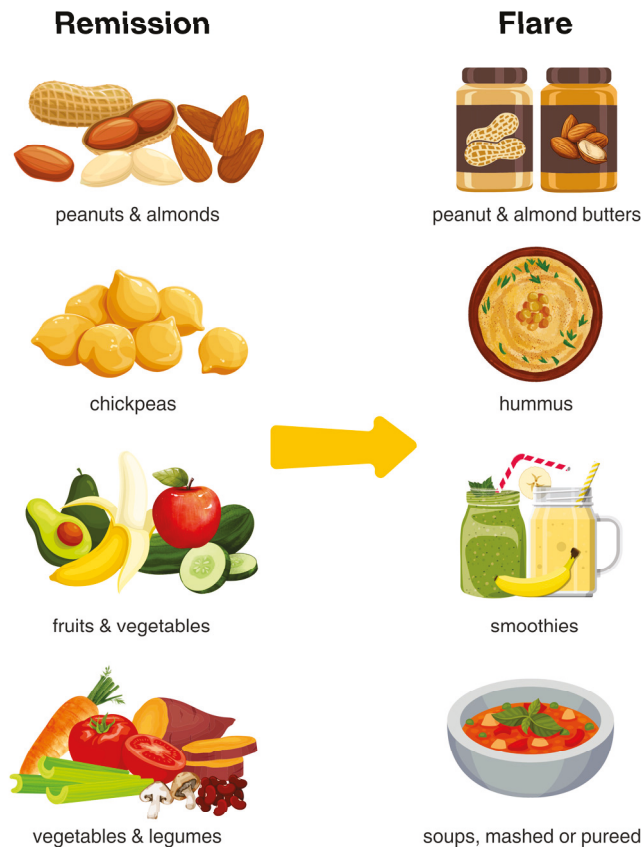 Remission
Flare
peanuts & almonds
peanut & almond butters
chickpeas
hummus
fruits & vegetables
smoothies
vegetables & legumes
soups, mashed or pureed